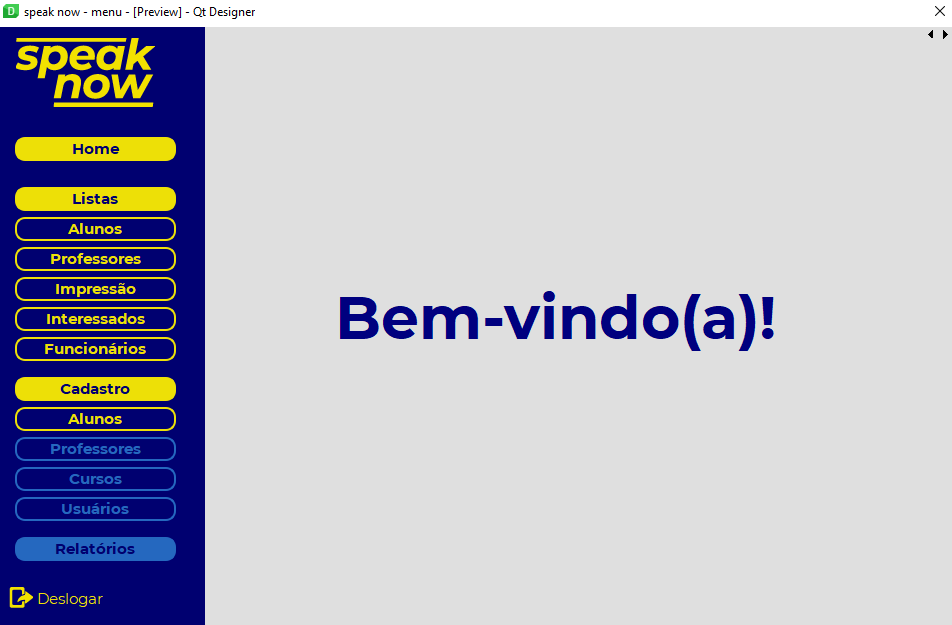 speak now - menu - [Preview] - Qt Designer
speak
now
Home
Listas
Alunos
Professores
Impressão
Interessados
Funcionários
Cadastro
Alunos
Professores
Cursos
Usuários
Relatórios
Deslogar
Bem-vindo(a)!